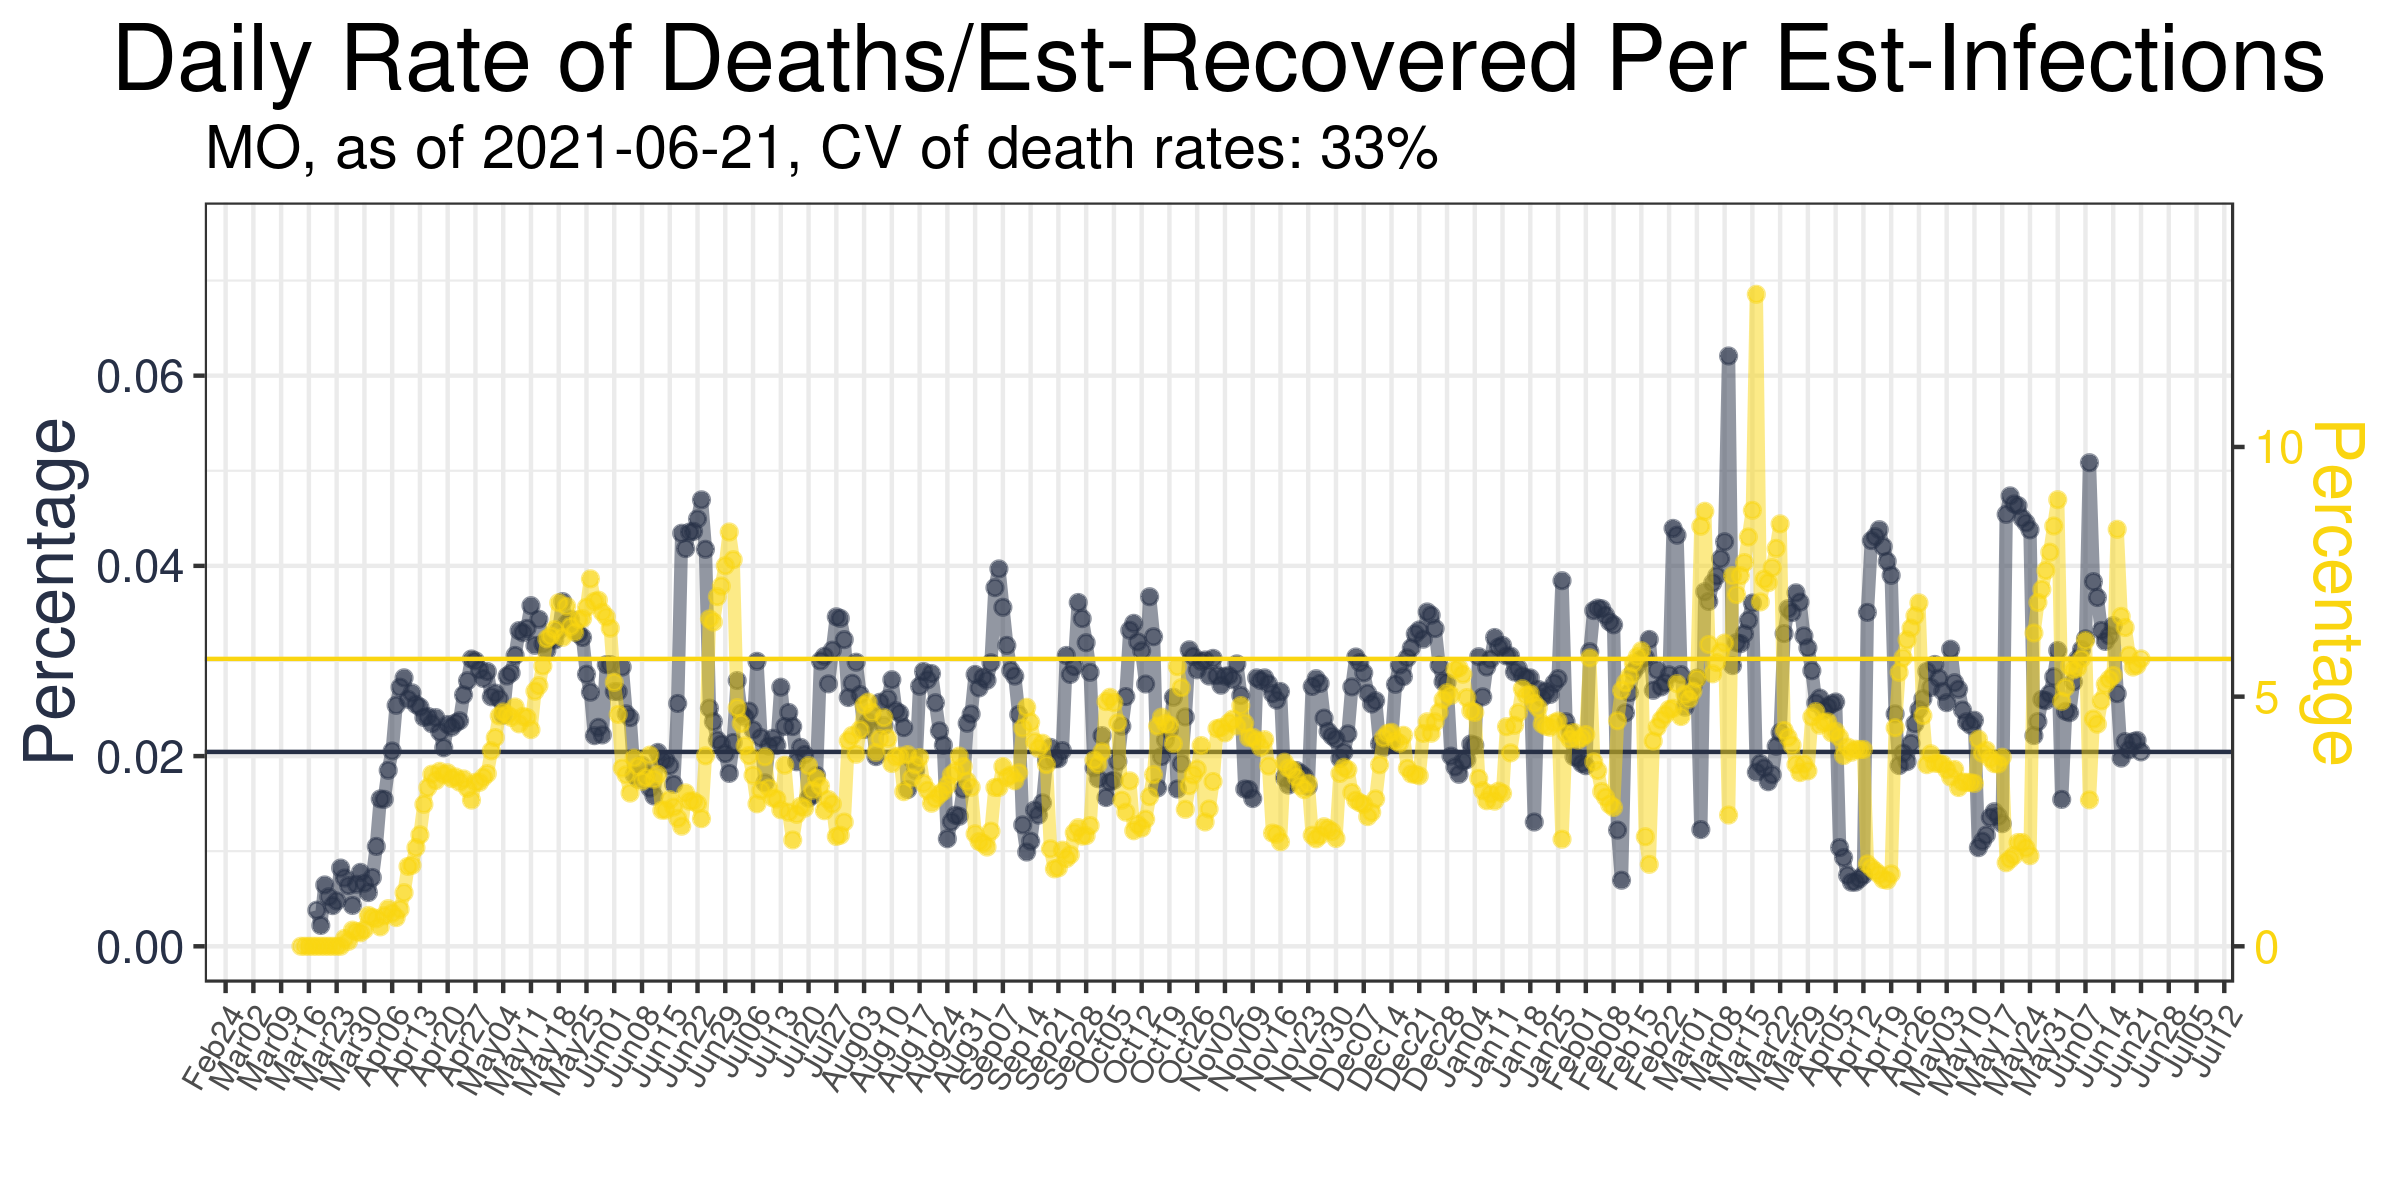 Daily Rate of Deaths/Est-Recovered Per Est-Infections
MO, as of 2021-06-21, CV of death rates: 33%
Percentage
0.06
0.04
0.02
0.00
10
5
0
Percentage
Feb24
Mar02
Mar09
Mar16
Mar23
Mar30
Apr06
Apr13
Apr20
Apr27
May04
May11
May18
May25
Jun01
Jun08
Jun15
Jun22
Jun29
Jul06
Jul13
Jul20
Jul27
Aug03
Aug10
Aug17
Aug24
Aug31
Sep07
Sep14
Sep21
Sep28
Oct05
Oct12
Oct19
Oct26
Nov02
Nov09
Nov16
Nov23
Nov30
Dec07
Dec14
Dec21
Dec28
Jan04
Jan11
Jan18
Jan25
Feb01
Feb08
Feb15
Feb22
Mar01
Mar08
Mar15
Mar22
Mar29
Apr05
Apr12
Apr19
Apr26
May03
May10
May17
May24
May31
Jun07
Jun14
Jun21
Jun28
Jul05
Jul12